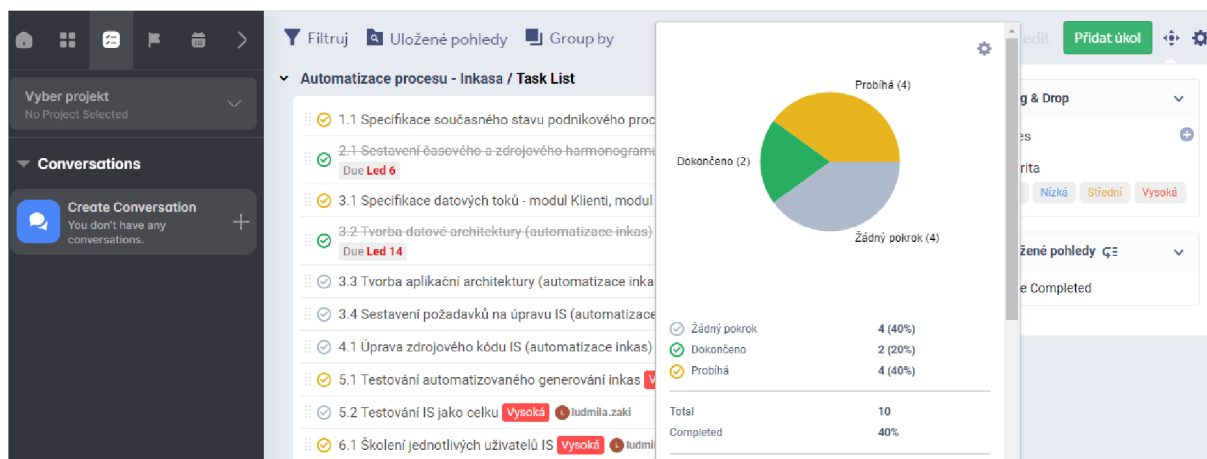 Filtruj
Uložené pohledy
Group by
edit
Přidat úkol
Vyber projekt
No Project Selected
Conversations
Create Conversation
You don't have any
conversations.
Automatizace procesu - Inkasa / Task List
1.1 Specifikace současného stavu podnikového proc
2.1 Sestavení časového a zdrojového harmonogramu
Due Led 6
3.1 Specifikace datových toků - modul Klienti, modul
3.2 Tvorba datové architektury (automatizace inkas)
Due Led 14
3.3 Tvorba aplikační architektury (automatizace inka
3.4 Sestavení požadavků na úpravu IS (automatizace
4.1 Úprava zdrojového kódu IS (automatizace inkas)
5.1 Testování automatizovaného generování inkas V
5.2 Testování IS jako celku Vysoká ludmila.zaki
6.1 Školení jednotlivých uživatelů IS Vysoká ludmi
Probíhá (4)
Dokončeno (2)
Žádný pokrok (4)
Žádný pokrok 4 (40%)
Dokončeno 2 (20%)
Probíhá 4 (40%)
Total 10
Completed 40%
g & Drop
es
rita
Nízká Střední Vysoká
žené pohledy
e Completed